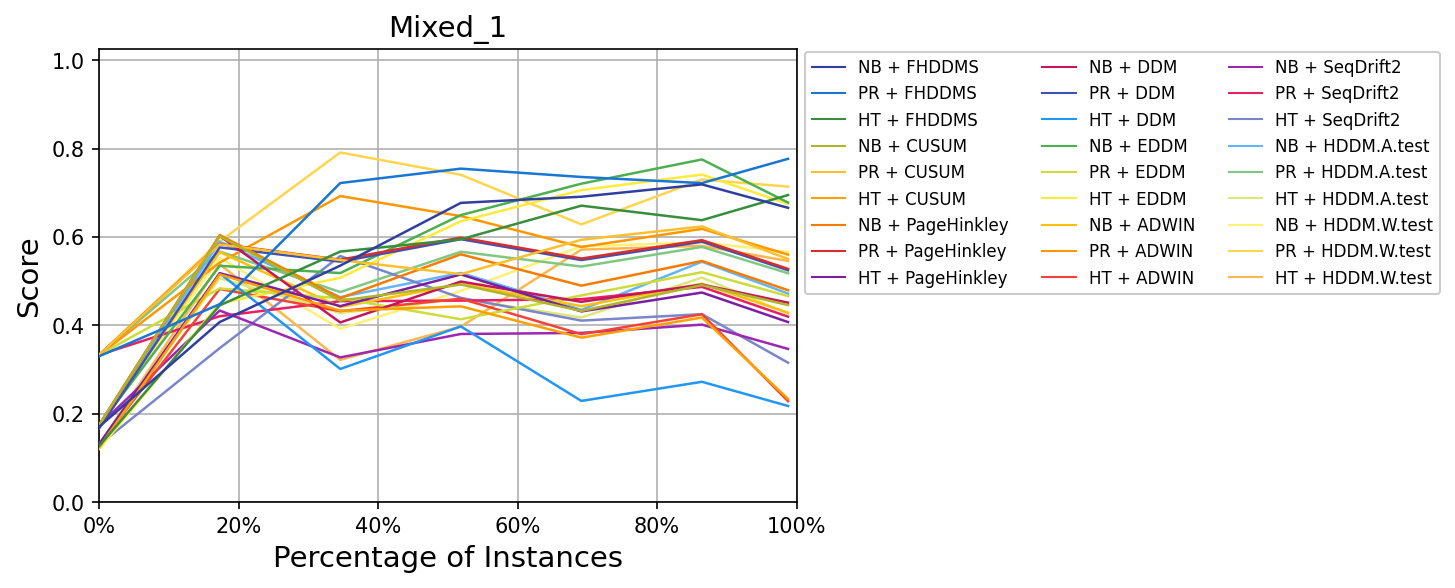 Mixed_1
1.0
0.8
0.6
0.4
0.2
0.0
Score
0% 20% 40% 60% 80% 100%
Percentage of Instances
NB + FHDDMS
PR + FHDDMS
HT + FHDDMS
NB + CUSUM
PR + CUSUM
HT + CUSUM
NB + PageHinkley
PR + PageHinkley
HT + PageHinkley
NB + DDM
PR + DDM
HT + DDM
NB + EDDM
PR + EDDM
HT + EDDM
NB + ADWIN
PR + ADWIN
HT + ADWIN
NB + SeqDrift2
PR + SeqDrift2
HT + SeqDrift2
NB + HDDM.A.test
PR + HDDM.A.test
HT + HDDM.A.test
NB + HDDM.W.test
PR + HDDM.W.test
HT + HDDM.W.test